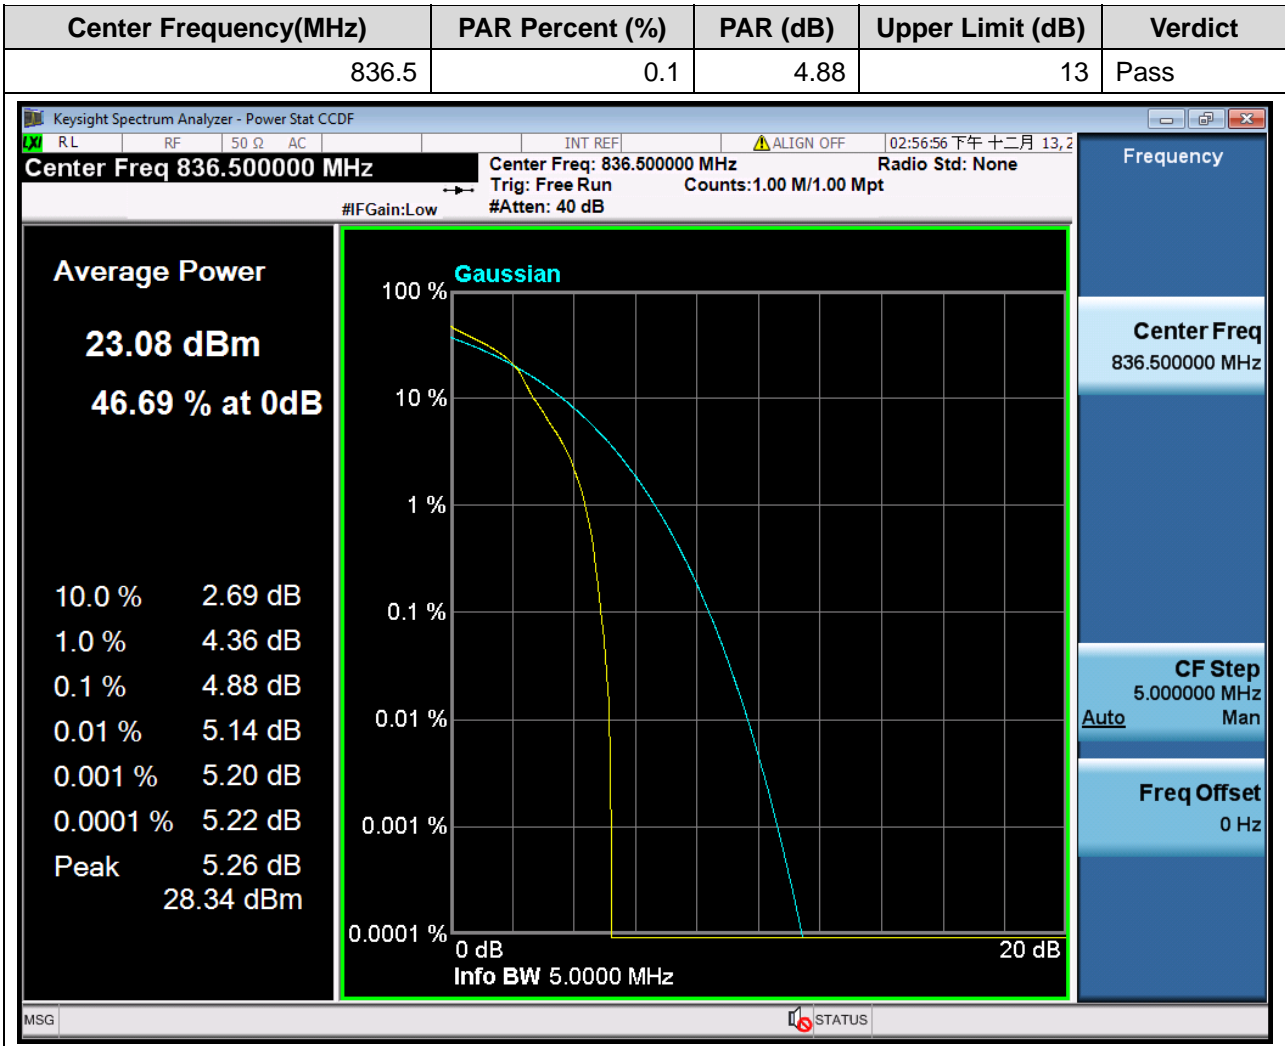 Center Frequency(MHz) PAR Percent (%) PAR (dB) Upper Limit (dB) Verdict
836.5 0.1 4.88 13 Pass
Keysight Spectrum Analyzer - Power Stat CCDF
LXI RL RF 50 Ω AC INT REF ALIGN OFF 02:56:56 下午 十二月 13, 2
Center Freq 836.500000 MHz
Center Freq: 836.500000 MHz Radio Std: None
Trig: Free Run Counts:1.00 M/1.00 Mpt
#IFGain:Low #Atten: 40 dB
Average Power
23.08 dBm
46.69 % at 0dB
10.0 % 2.69 dB
1.0 % 4.36 dB
0.1 % 4.88 dB
0.01 % 5.14 dB
0.001 % 5.20 dB
0.0001 % 5.22 dB
Peak 5.26 dB
28.34 dBm
Gaussian
100 %
10 %
1 %
0.1 %
0.01 %
0.001 %
0.0001 %
0 dB 20 dB
Info BW 5.0000 MHz
Frequency
Center Freq
836.500000 MHz
CF Step
5.000000 MHz
Auto Man
Freq Offset
0 Hz
MSG STATUS